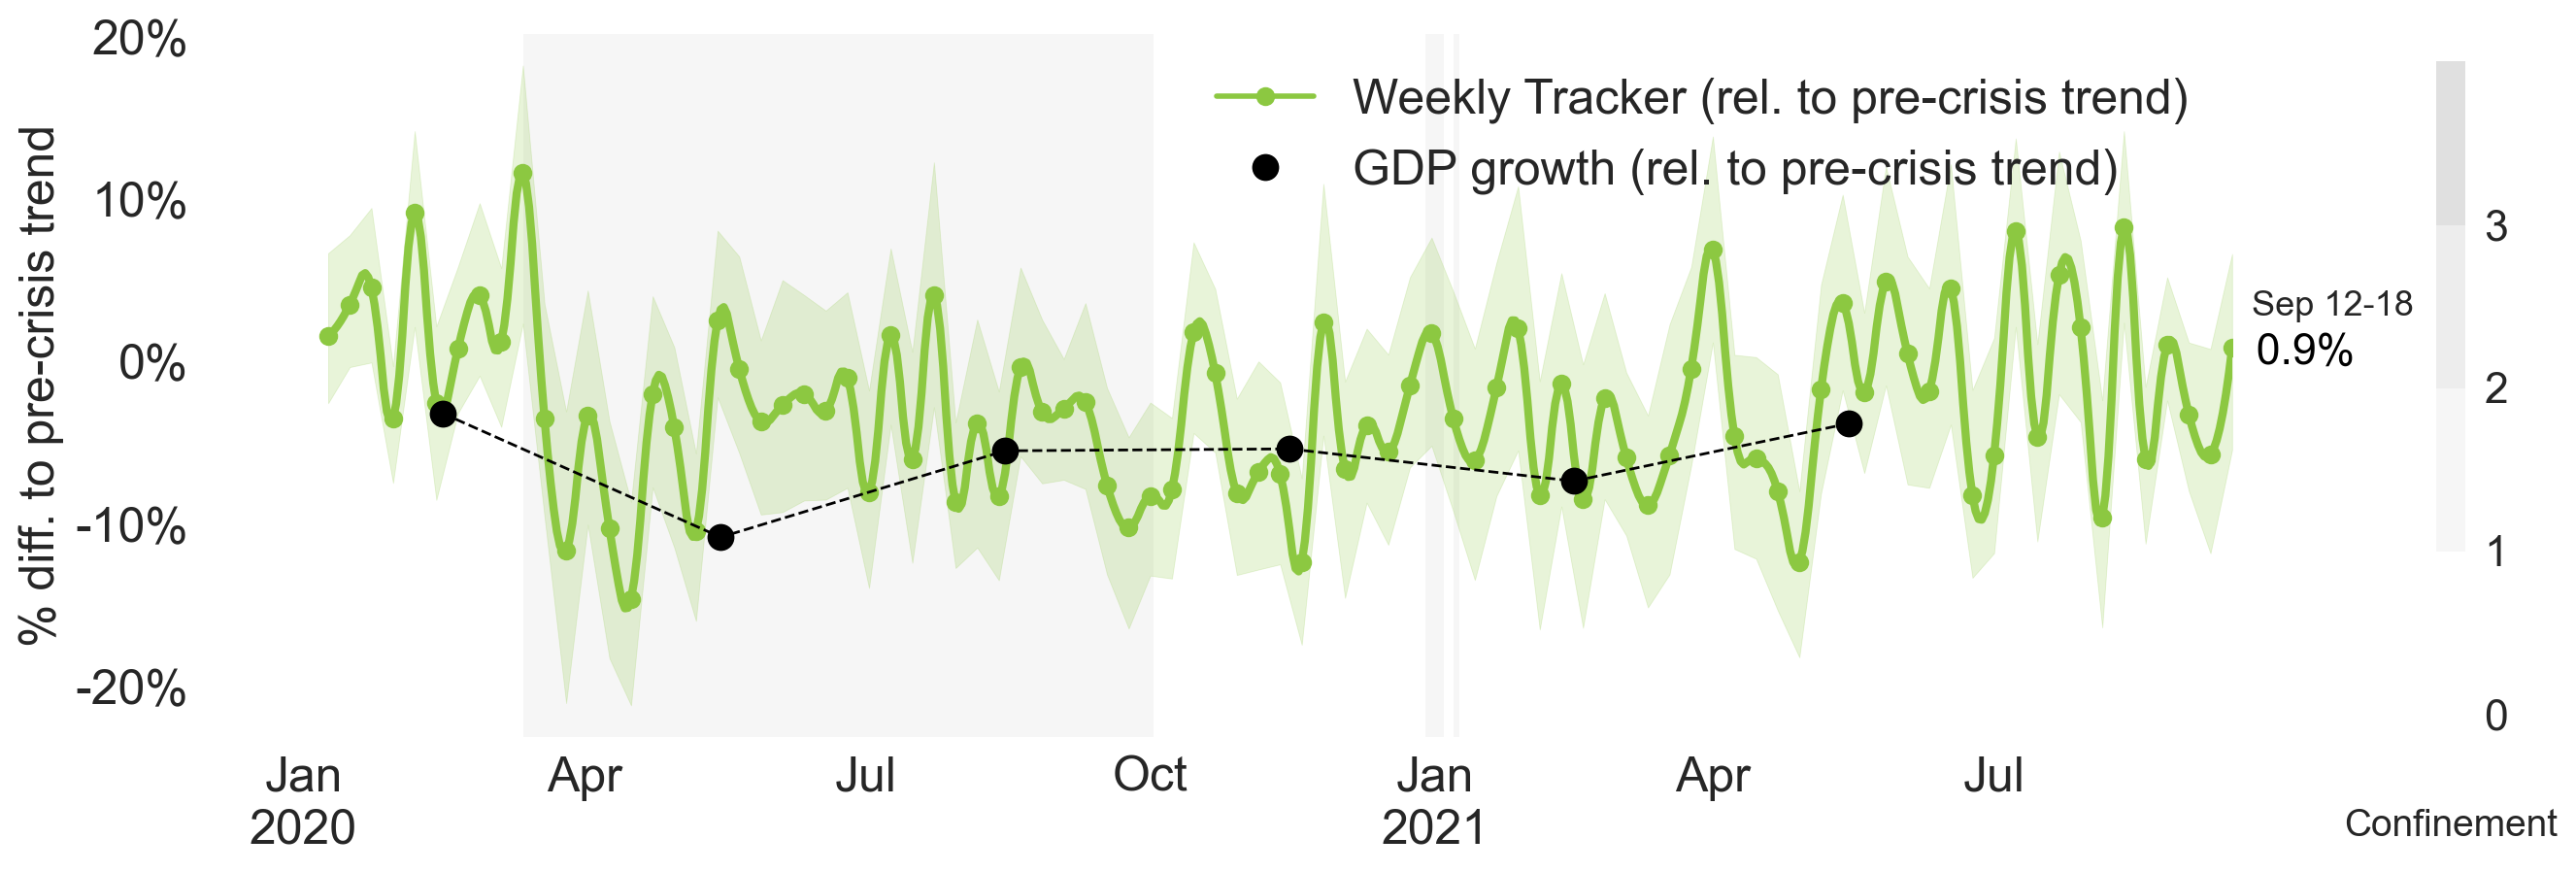 % diff. to pre-crisis trend
20%
10%
0%
-10%
-20%
Weekly Tracker (rel. to pre-crisis trend)
GDP growth (rel. to pre-crisis trend)
Sep 12-18
0.9%
3
2
1
0
Jan
2020
Apr
Jul
Oct
Jan
2021
Apr
Jul
Confinement